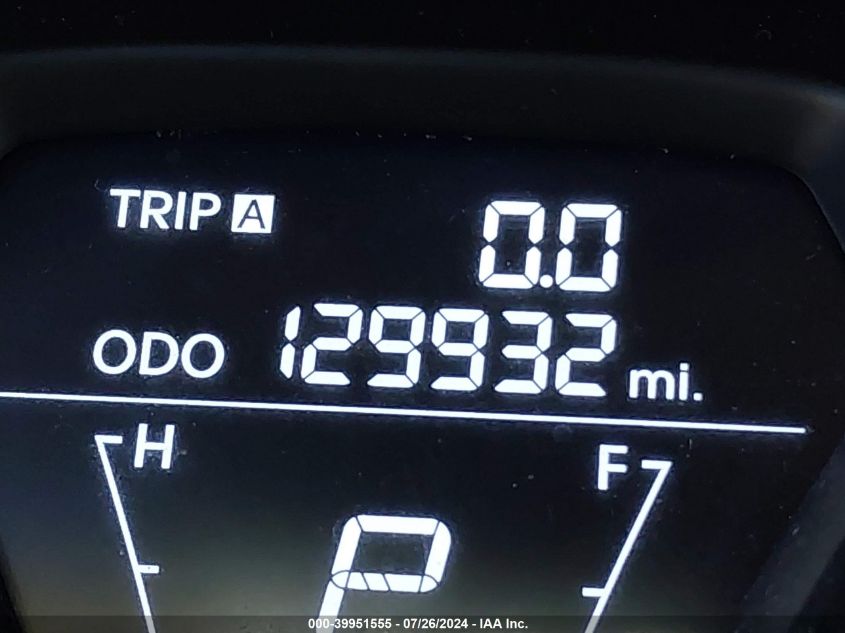 TRIP A 0.0
ODO 129932 mi.
H F
P
000-39951555 - 07/26/2024 - IAA Inc.